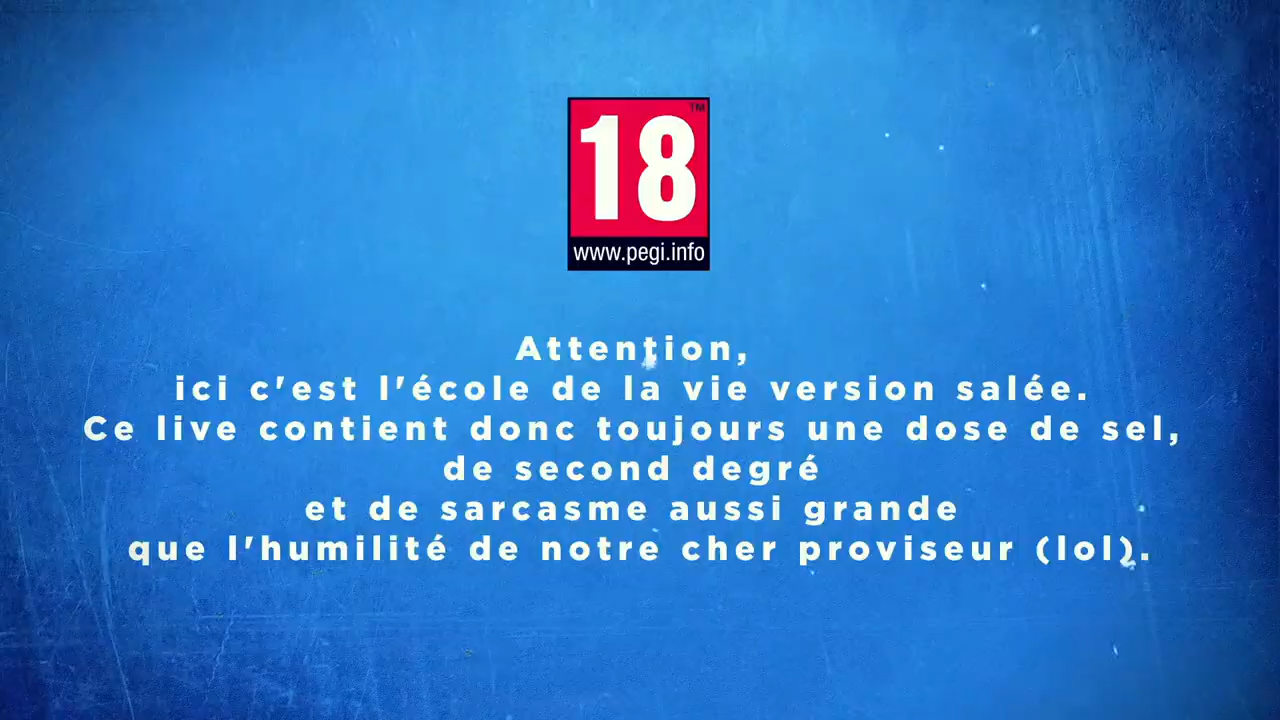 18
TM
www.pegi.info
Attention,
ici c'est l'école de la vie version salée.
Ce live contient donc toujours une dose de sel,
de second degré
et de sarcasme aussi grande
que l'humilité de notre cher proviseur (lol).